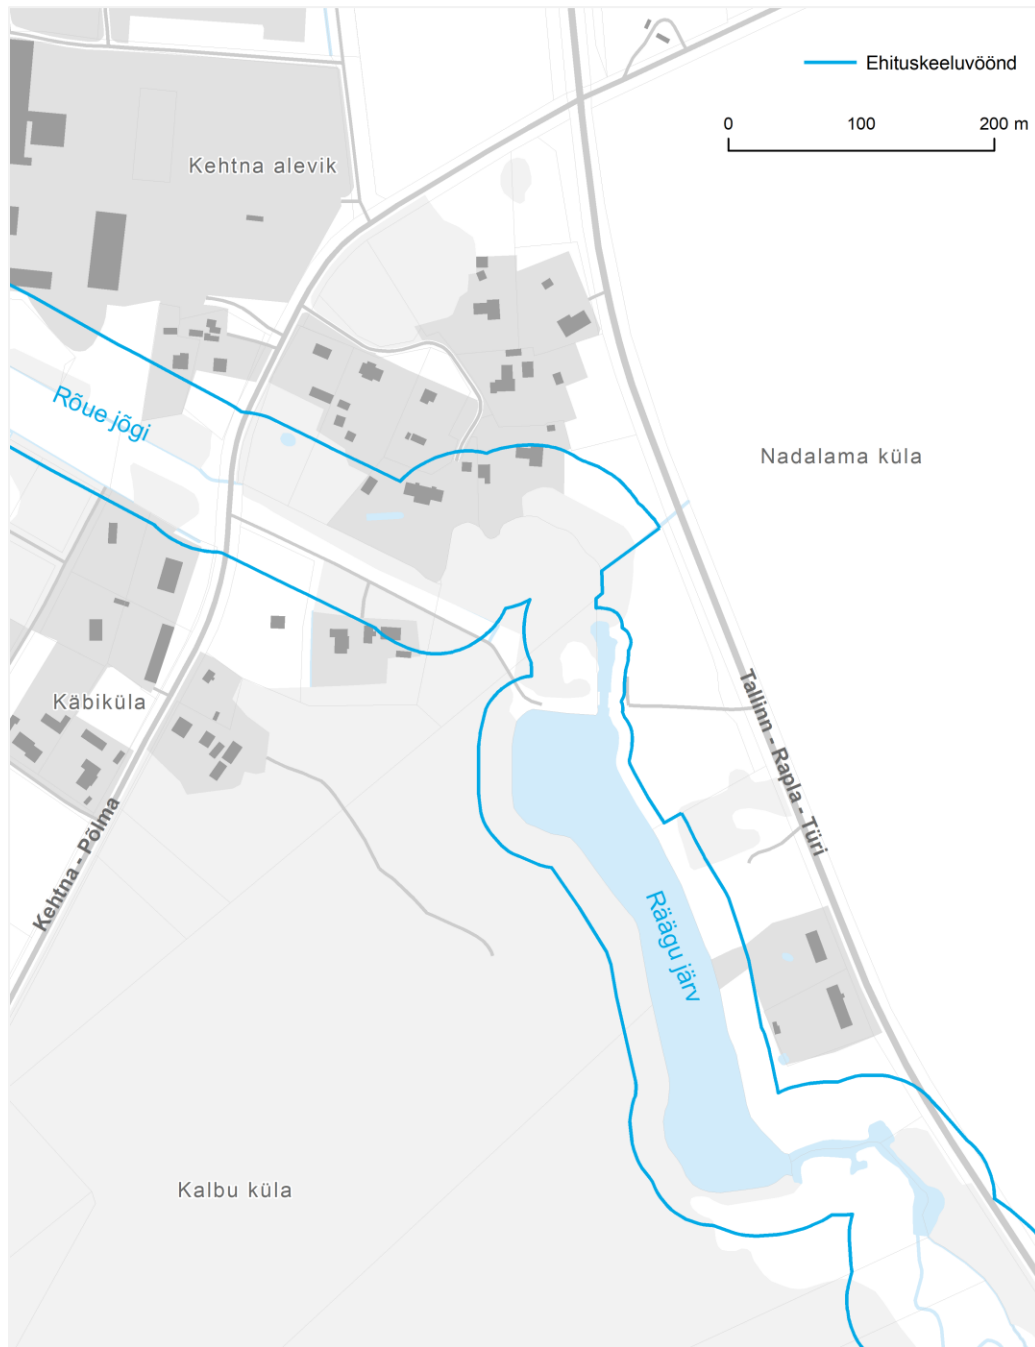 Ehituskeeluvöönd
0 100 200 m
Kehtna alevik
Rõue jõgi
Nadalama küla
Käbiküla
Tallinn - Rapla - Türi
Kehtna - Põlma
Räägu järv
Kalbu küla